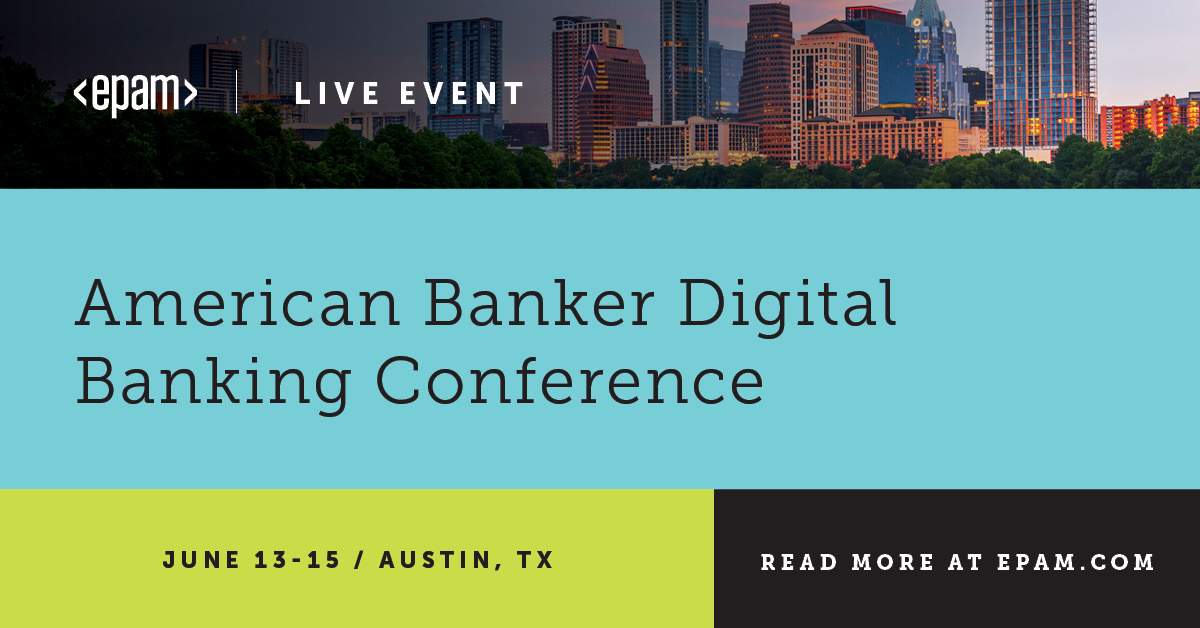 <epam> | LIVE EVENT
American Banker Digital
Banking Conference
JUNE 13-15 / AUSTIN, TX
READ MORE AT EPAM.COM